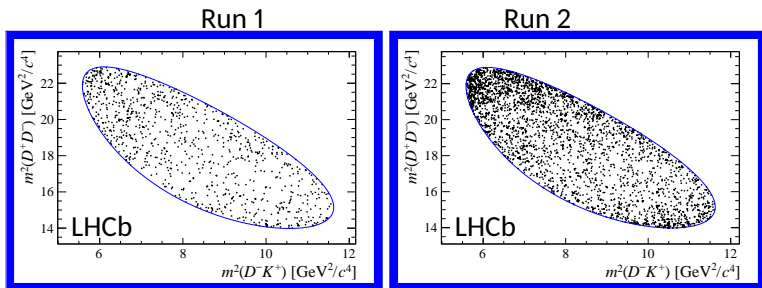 Run 1
Run 2
m²(D⁺D⁻) [GeV²/c⁴]
22
20
18
16
14
LHCb
6
8
10
12
m²(D⁻K⁺) [GeV²/c⁴]
m²(D⁺D⁻) [GeV²/c⁴]
22
20
18
16
14
LHCb
6
8
10
12
m²(D⁻K⁺) [GeV²/c⁴]